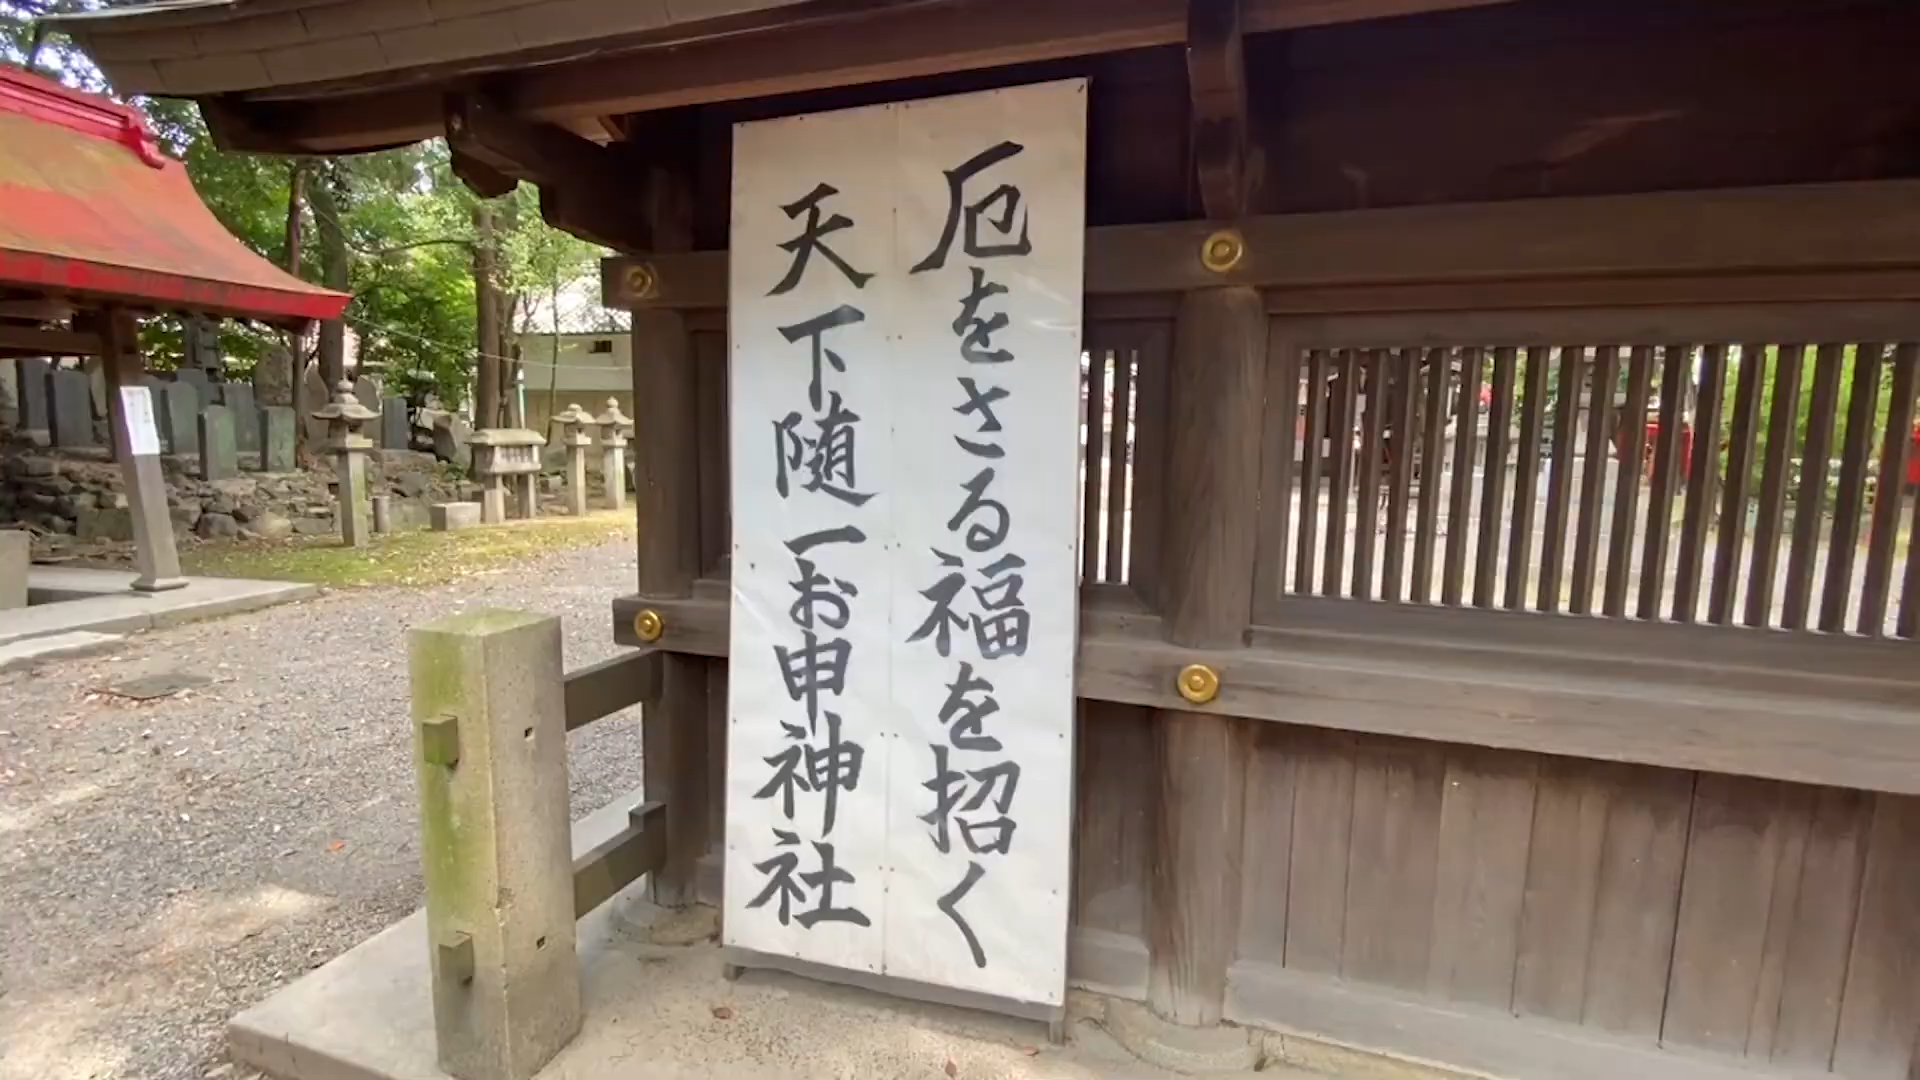 厄をさる福を招く
天下随一お申神社